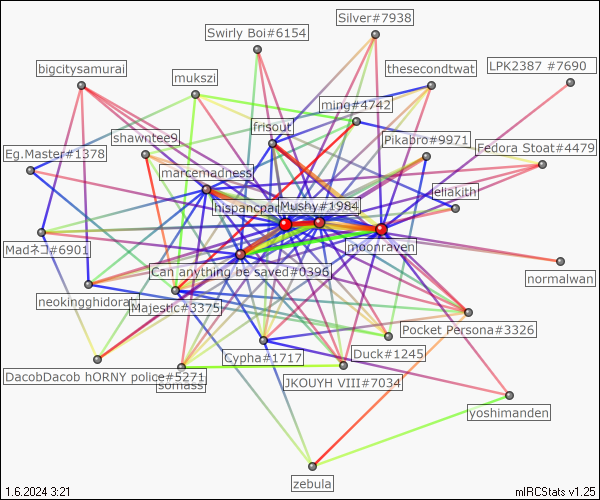 Silver#7938
Swirly Boi#6154
bigcitysamurai
thesecondtwat
LPK2387 #7690
mukszi
ming#4742
frisout
shawntee9
Pikabro#9971
Eg.Master#1378
Fedora Stoat#4479
marcemadness
ellakith
hispancpan
Mushy#1984
Madネコ#6901
moonraven
Can anything be saved#0396
normalwan
neokingghidorah
Majestic#3375
Pocket Persona#3326
Cypha#1717
Duck#1245
DacobDacob hORNY police#5271
somass
JKOUYH VIII#7034
yoshimanden
zebula
1.6.2024 3:21
mIRCStats v1.25